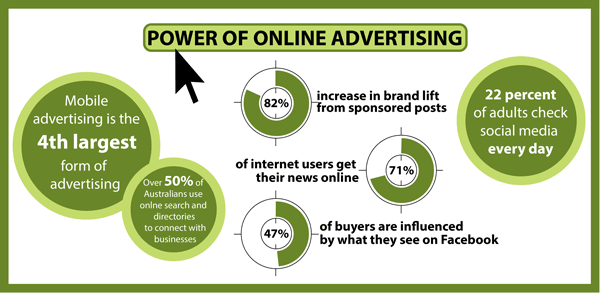 POWER OF ONLINE ADVERTISING
Mobile
advertising is the
4th largest
form of
advertising
Over 50% of
Australians use
online search and
directories
to connect with
businesses
82%
increase in brand lift
from sponsored posts
of internet users get
their news online
71%
47%
of buyers are influenced
by what they see on Facebook
22 percent
of adults check
social media
every day